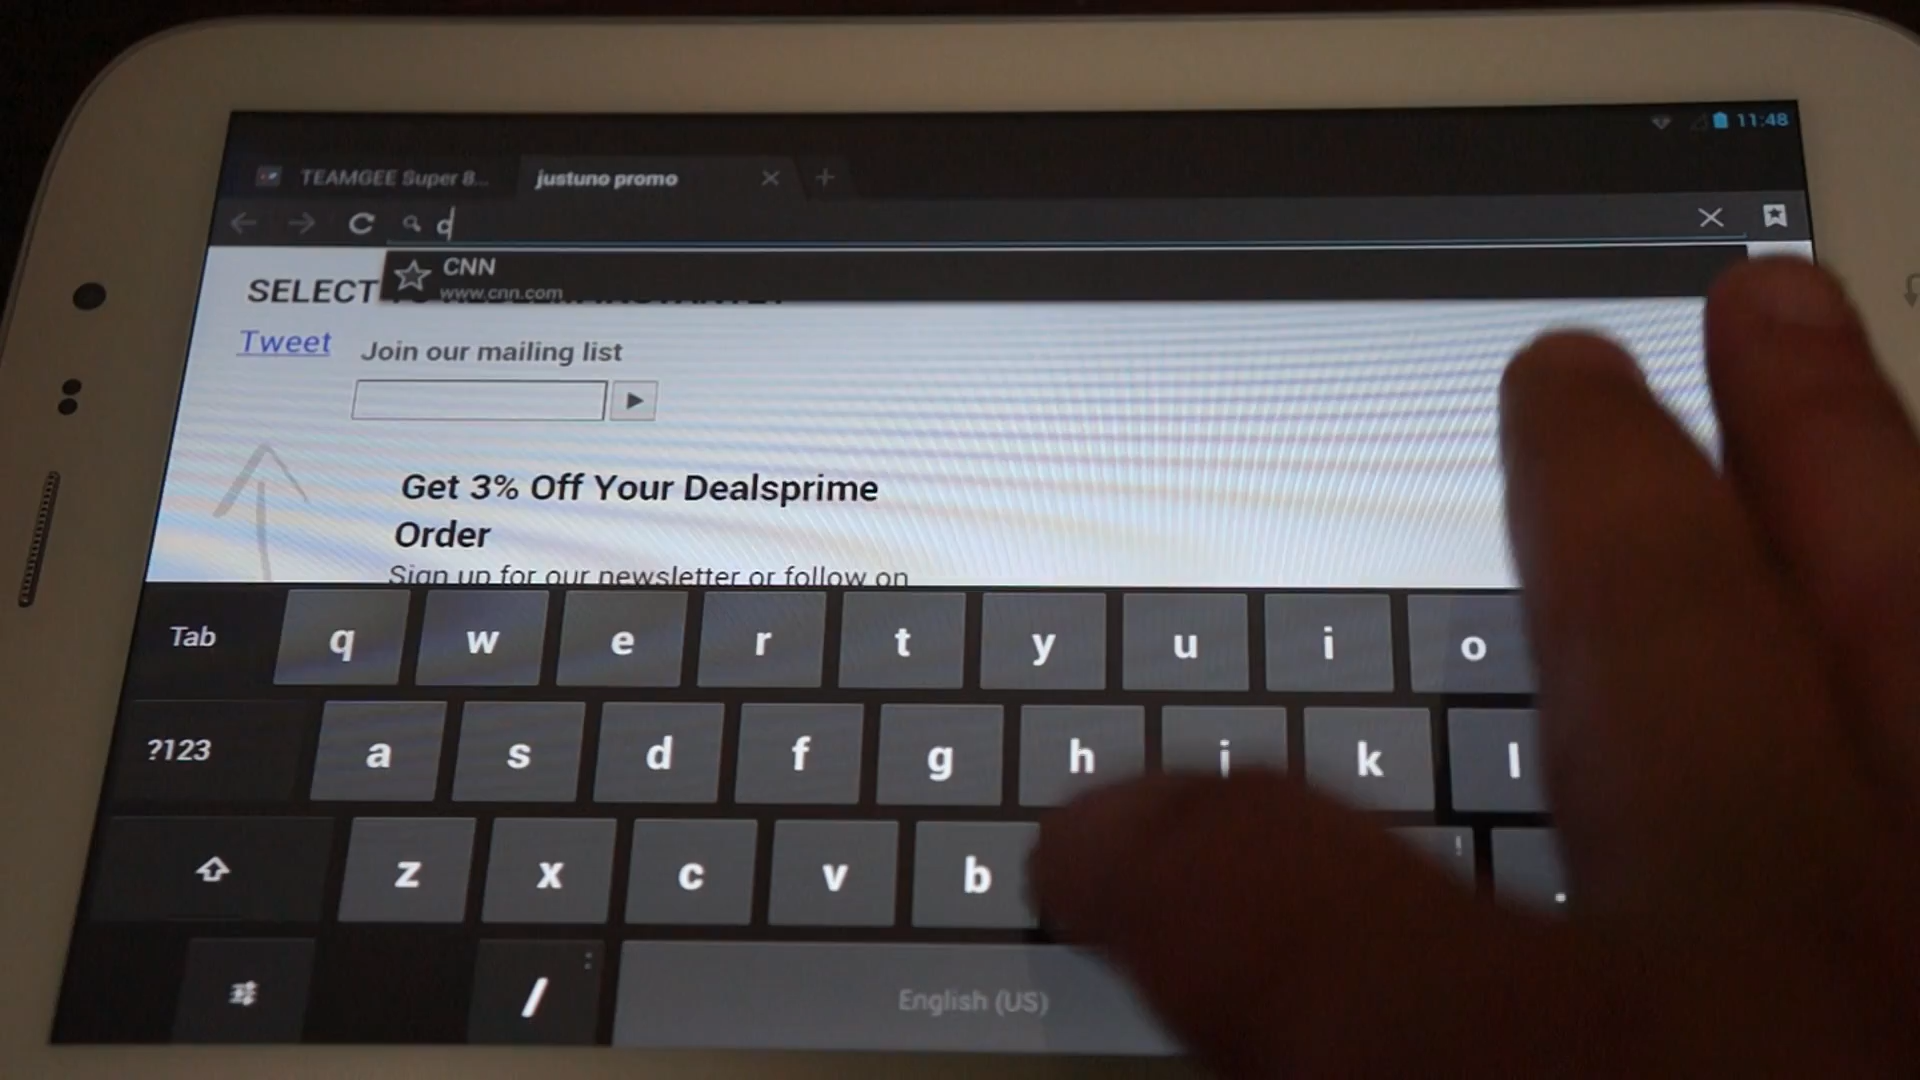 11:48
TEAMGEE Super 8...
justuno promo
c
CNN
www.cnn.com
SELECT
Tweet
Join our mailing list
Get 3% Off Your Dealsprime
Order
Sign up for our newsletter or follow on
Tab q w e r t y u i o
?123 a s d f g h j k l
z x c v b ! .
/ :
English (US)